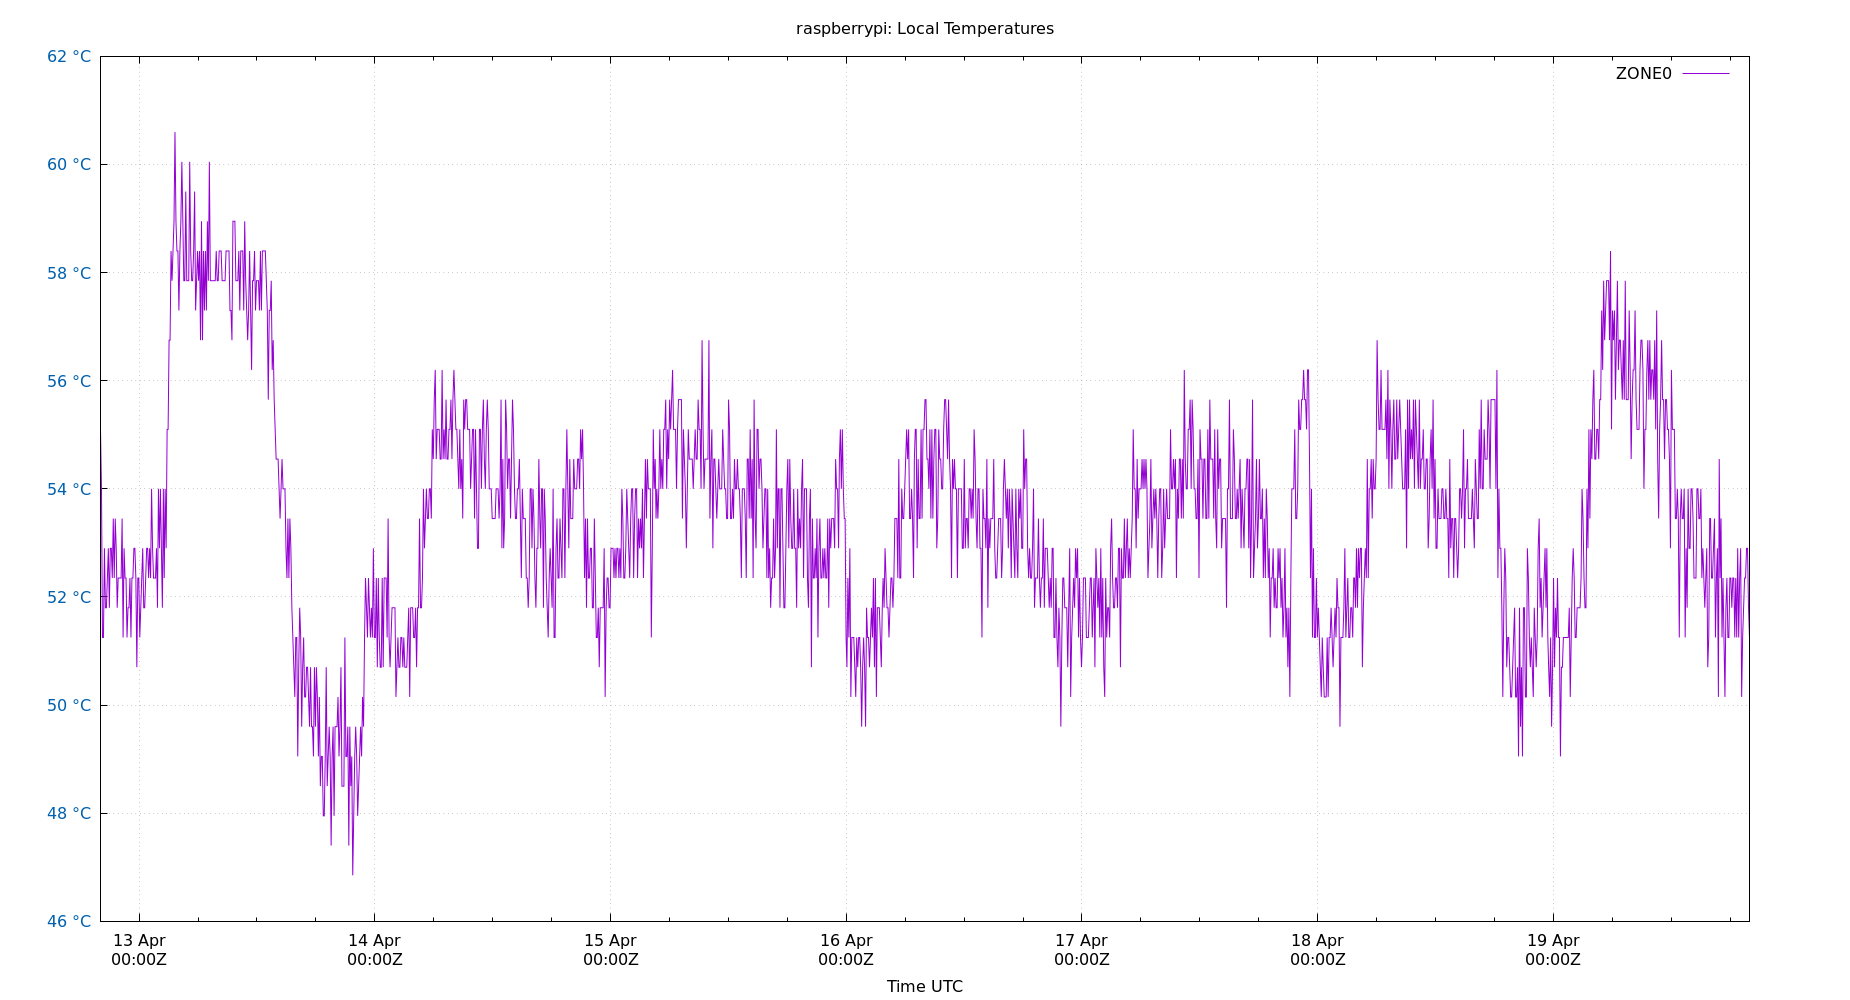 raspberrypi: Local Temperatures
62 °C
ZONE0
60 °C
58 °C
56 °C
54 °C
52 °C
50 °C
48 °C
46 °C
13 Apr 14 Apr 15 Apr 16 Apr 17 Apr 18 Apr 19 Apr
00:00Z 00:00Z 00:00Z 00:00Z 00:00Z 00:00Z 00:00Z
Time UTC